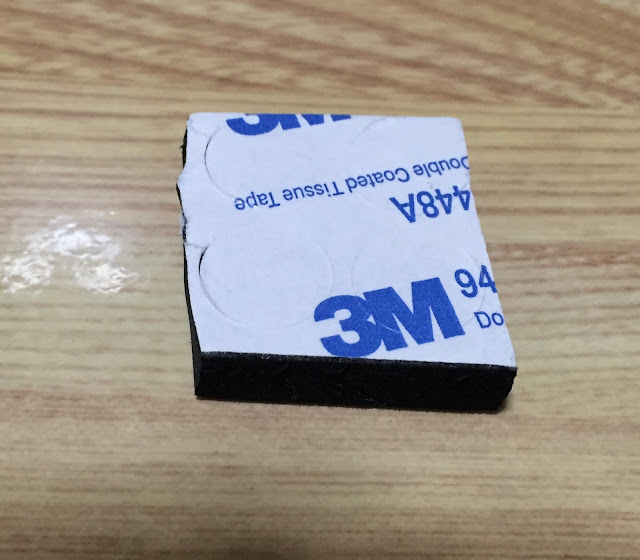 3M
Double Coated Tissue Tape
448A
3M
94
Do